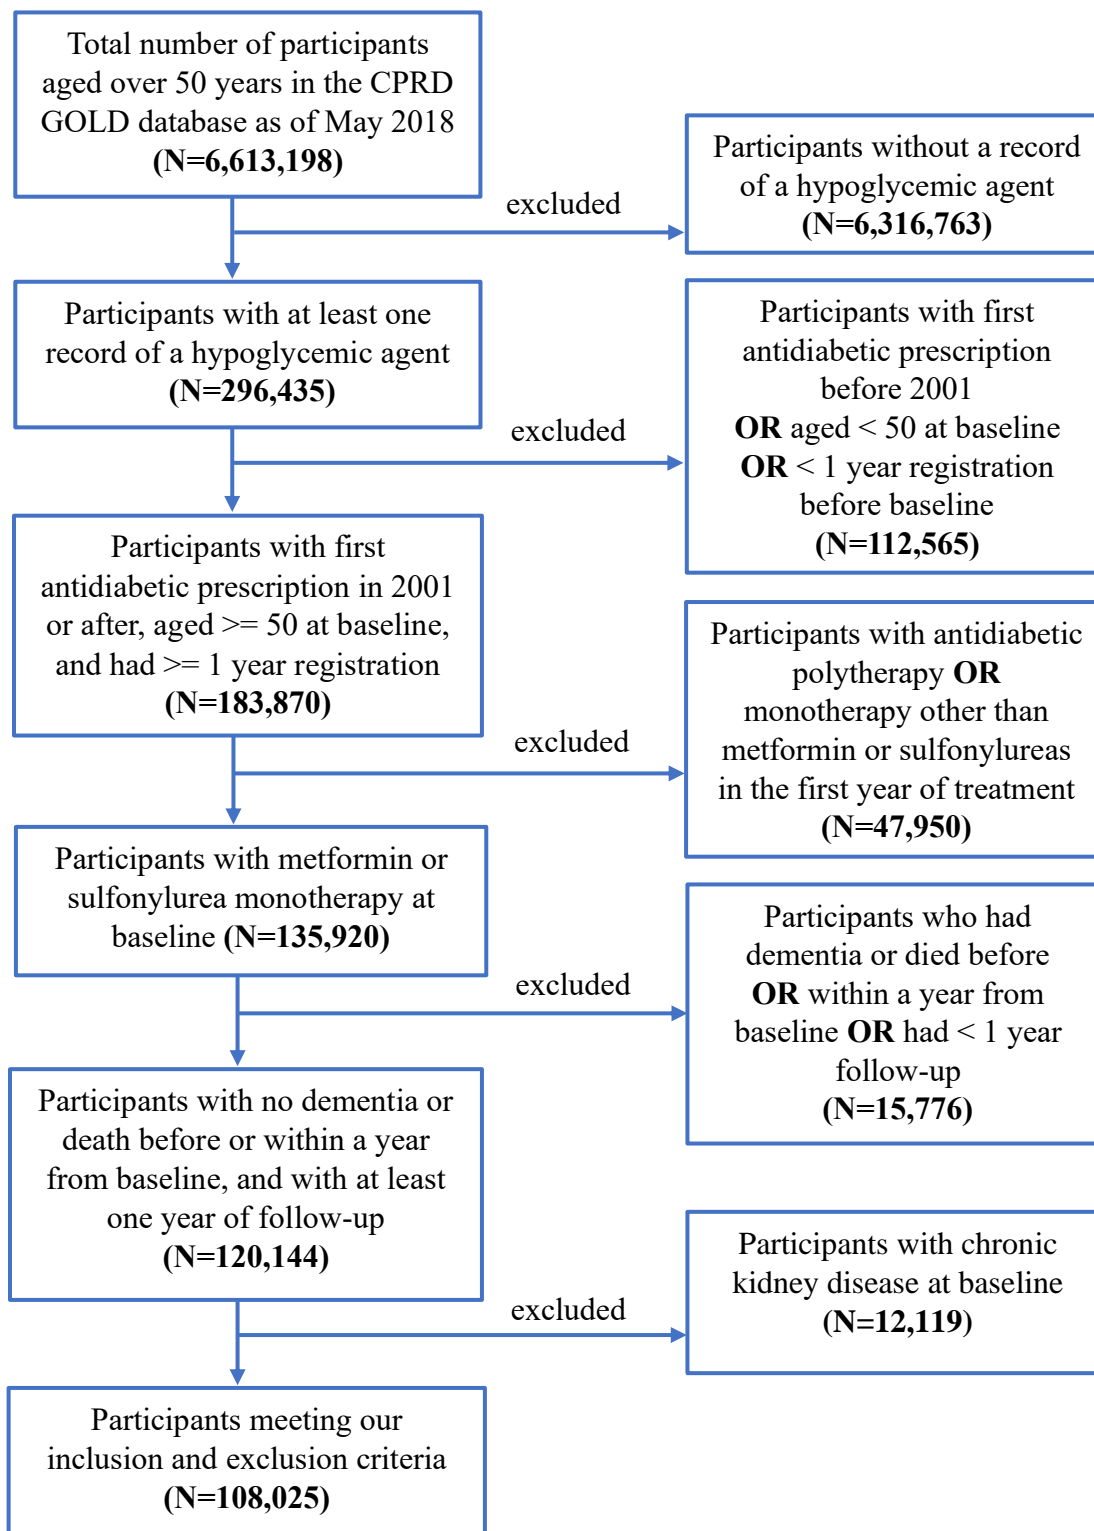 Total number of participants
aged over 50 years in the CPRD
GOLD database as of May 2018
(N=6,613,198)
excluded
Participants without a record
of a hypoglycemic agent
(N=6,316,763)
Participants with at least one
record of a hypoglycemic agent
(N=296,435)
excluded
Participants with first
antidiabetic prescription
before 2001
OR aged < 50 at baseline
OR < 1 year registration
before baseline
(N=112,565)
Participants with first
antidiabetic prescription in 2001
or after, aged >= 50 at baseline,
and had >= 1 year registration
(N=183,870)
excluded
Participants with antidiabetic
polytherapy OR
monotherapy other than
metformin or sulfonylureas
in the first year of treatment
(N=47,950)
Participants with metformin or
sulfonylurea monotherapy at
baseline (N=135,920)
excluded
Participants who had
dementia or died before
OR within a year from
baseline OR had < 1 year
follow-up
(N=15,776)
Participants with no dementia or
death before or within a year
from baseline, and with at least
one year of follow-up
(N=120,144)
excluded
Participants with chronic
kidney disease at baseline
(N=12,119)
Participants meeting our
inclusion and exclusion criteria
(N=108,025)